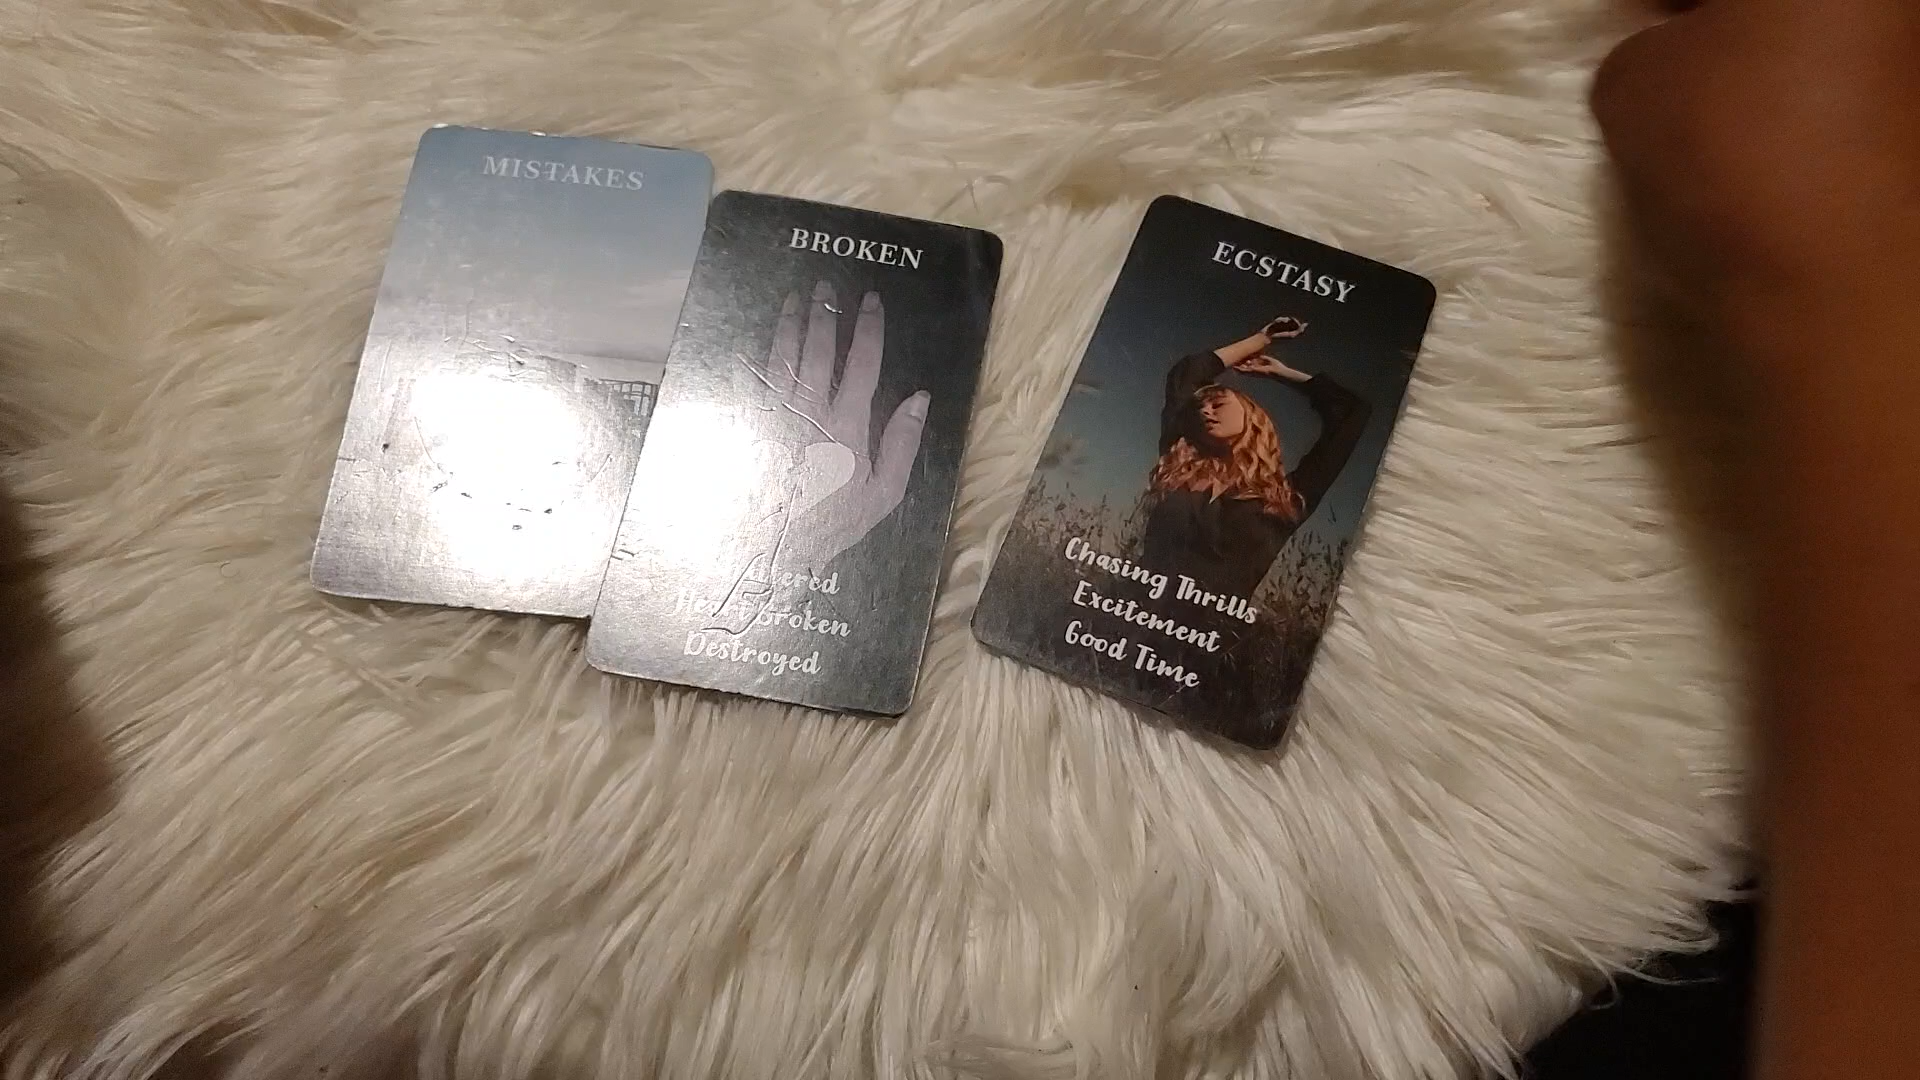 MISTAKES
BROKEN
Destroyed
ECSTASY
Chasing Thrills
Excitement
Good Time